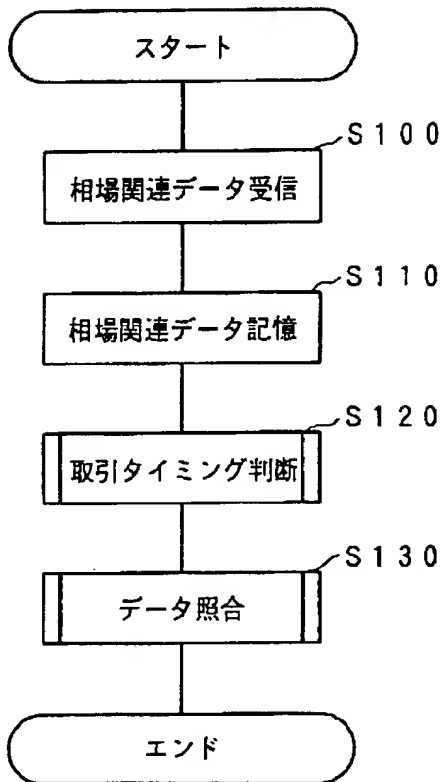 スタート
S100
相場関連データ受信
S110
相場関連データ記憶
S120
取引タイミング判断
S130
データ照合
エンド